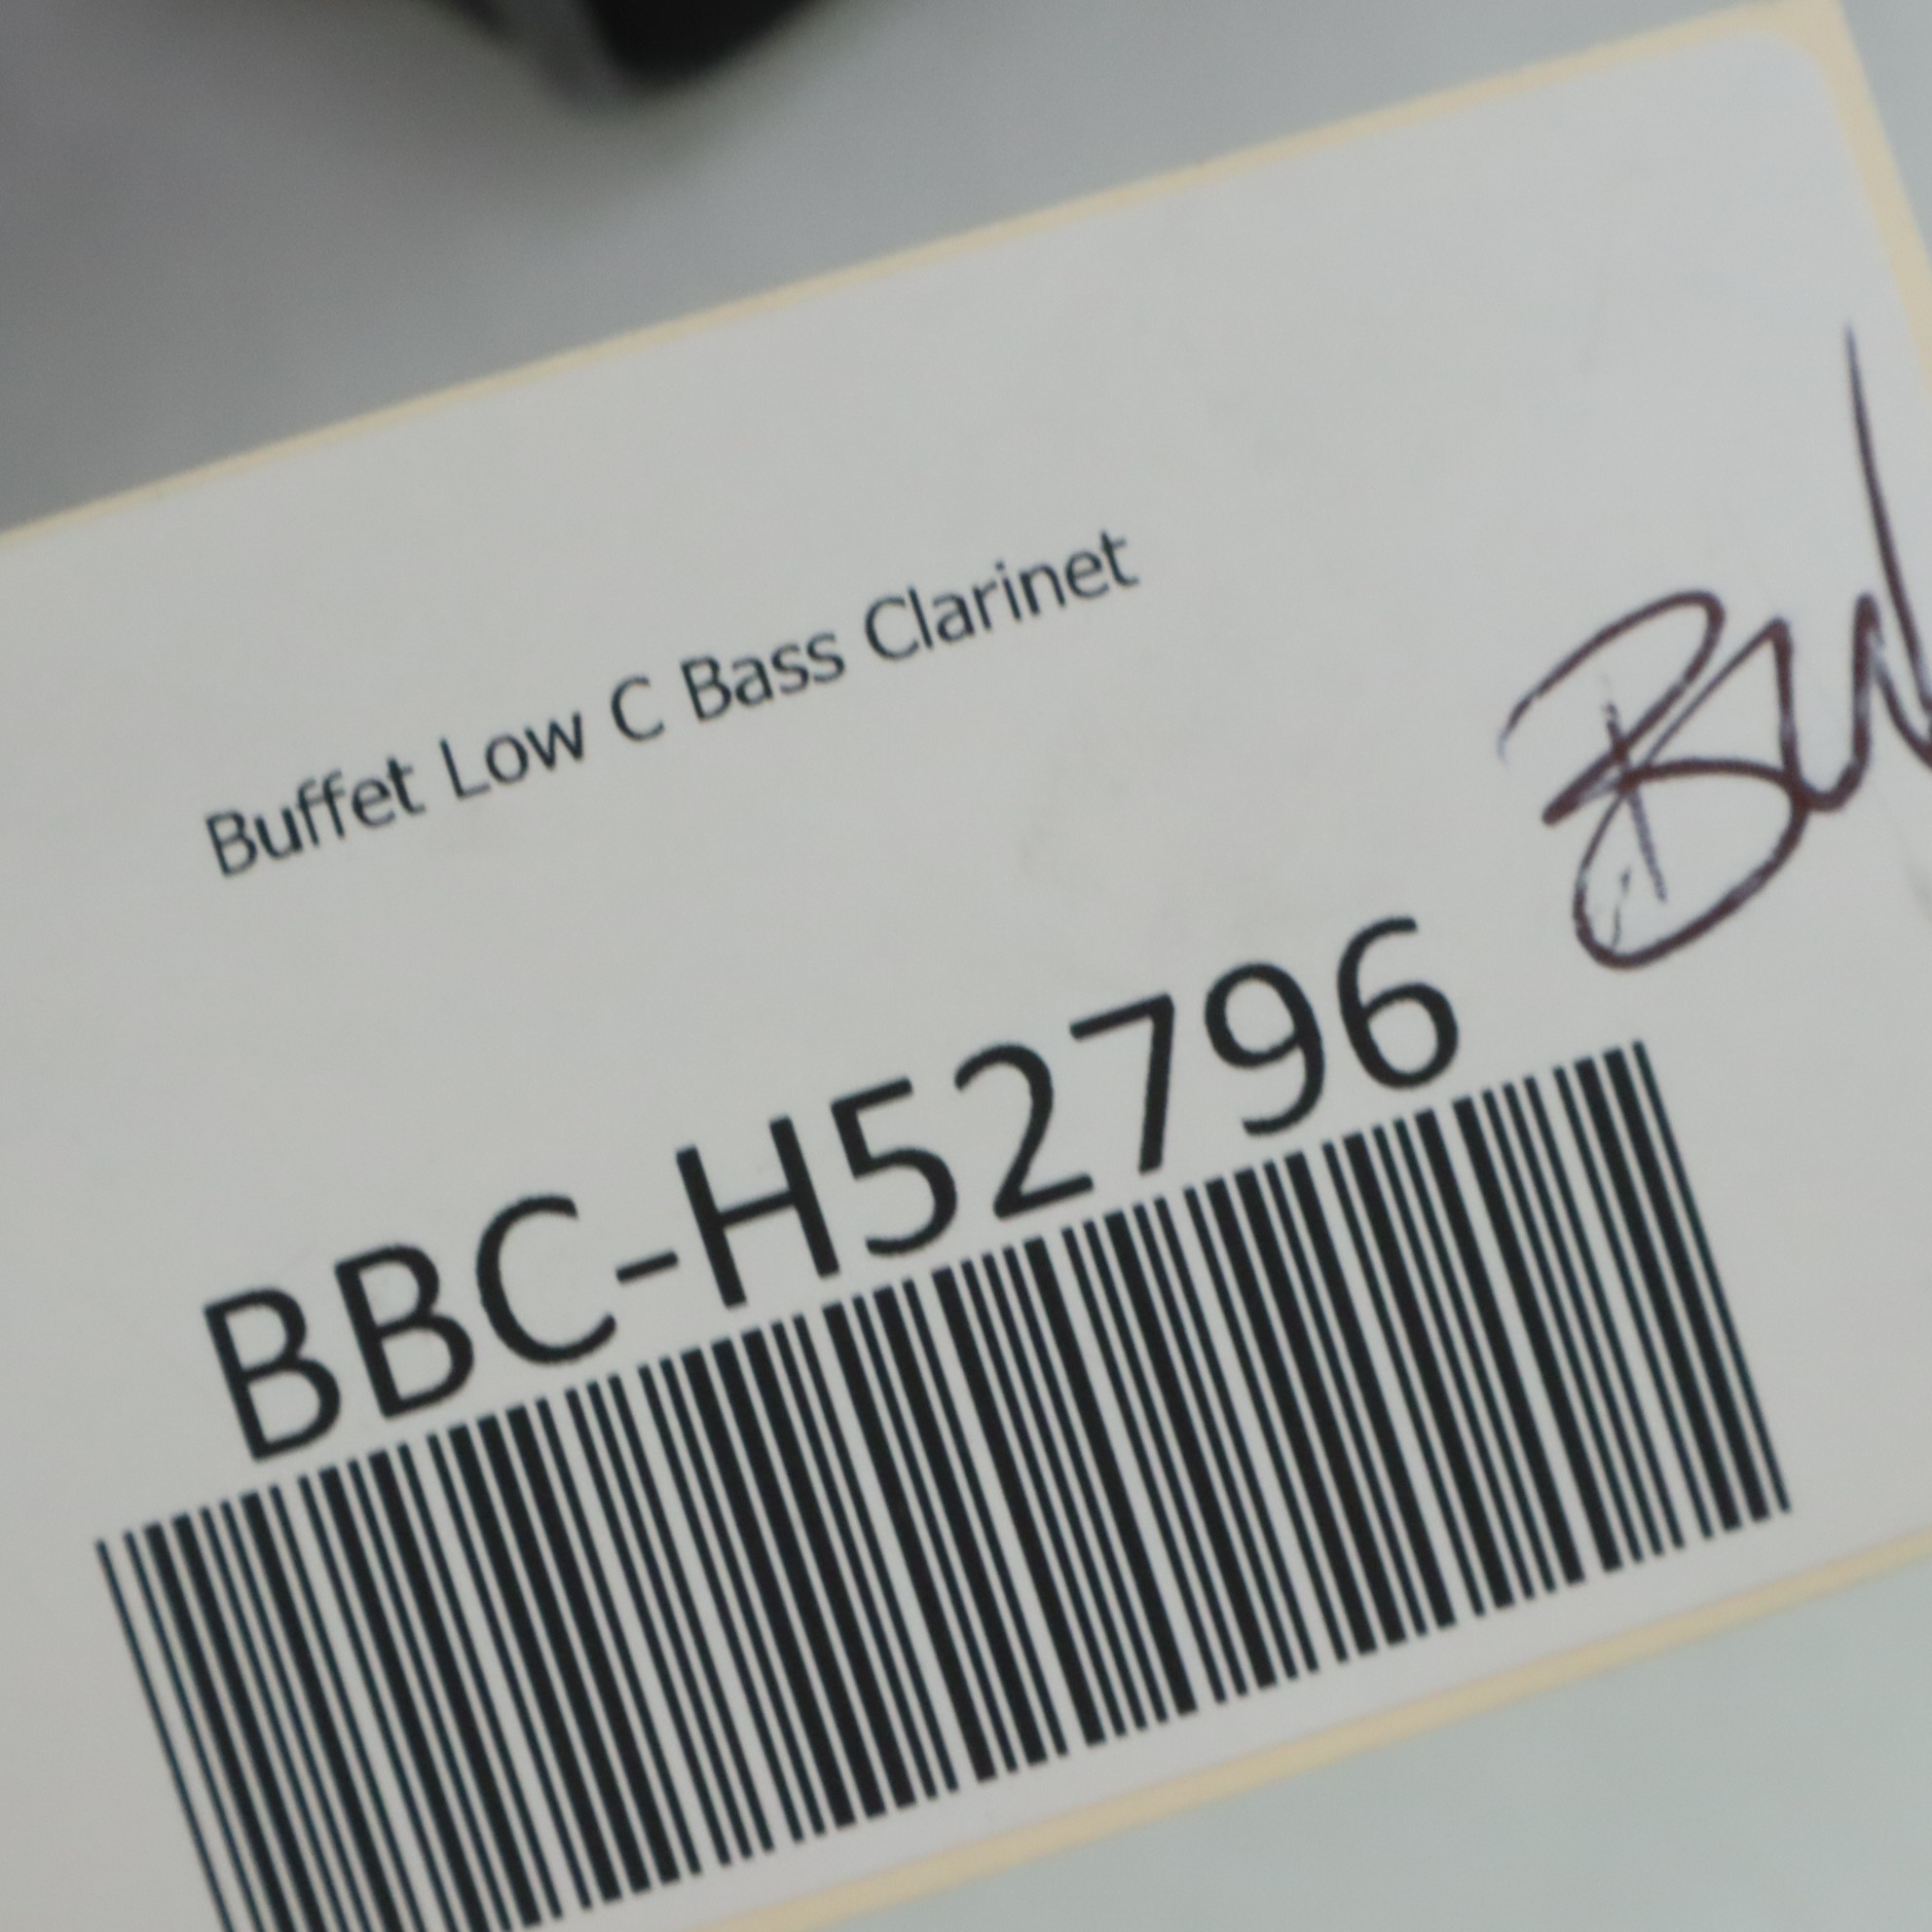 Buffet Low C Bass Clarinet
BBC-H52796